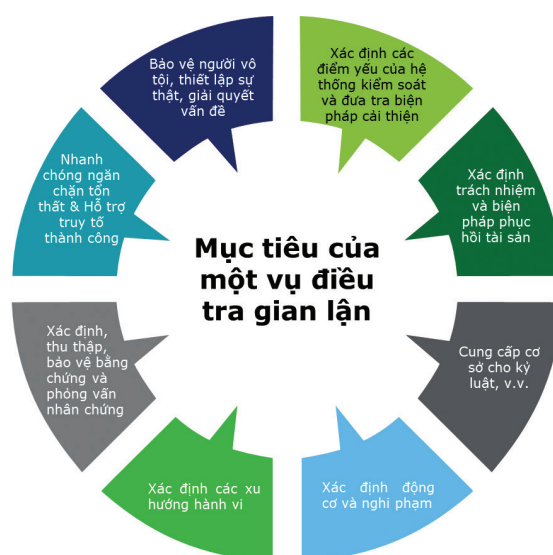 Mục tiêu của
một vụ điều
tra gian lận
Xác định các
điểm yếu của hệ
thống kiểm soát
và đưa tra biện
pháp cải thiện
Xác định
trách nhiệm
và biện
pháp phục
hồi tài sản
Cung cấp cơ
sở cho kỷ
luật, v.v.
Xác định động
cơ và nghi phạm
Xác định các xu
hướng hành vi
Xác định,
thu thập,
bảo vệ bằng
chứng và
phỏng vấn
nhân chứng
Nhanh
chóng ngăn
chặn tổn
thất & Hỗ trợ
truy tố
thành công
Bảo vệ người vô
tội, thiết lập sự
thật, giải quyết
vấn đề